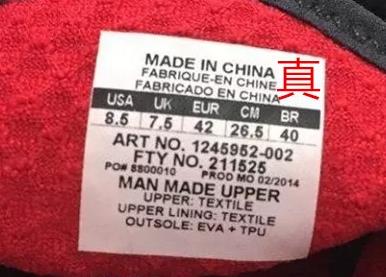 MADE IN CHINA
FABRIQUE-EN CHINE
FABRICADO EN CHINA
真
USA UK EUR CM BR
8.5 7.5 42 26.5 40
ART NO. 1245952-002
FTY NO. 211525
PO# 8800010 PROD MO 02/2014
MAN MADE UPPER
UPPER: TEXTILE
UPPER LINING: TEXTILE
OUTSOLE: EVA + TPU